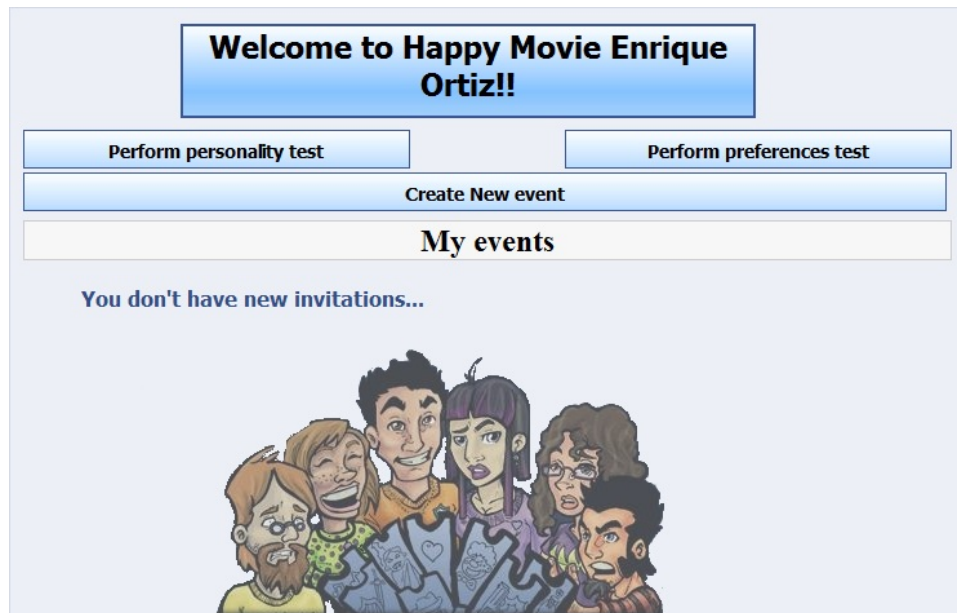 Welcome to Happy Movie Enrique
Ortiz!!
Perform personality test
Perform preferences test
Create New event
My events
You don't have new invitations...